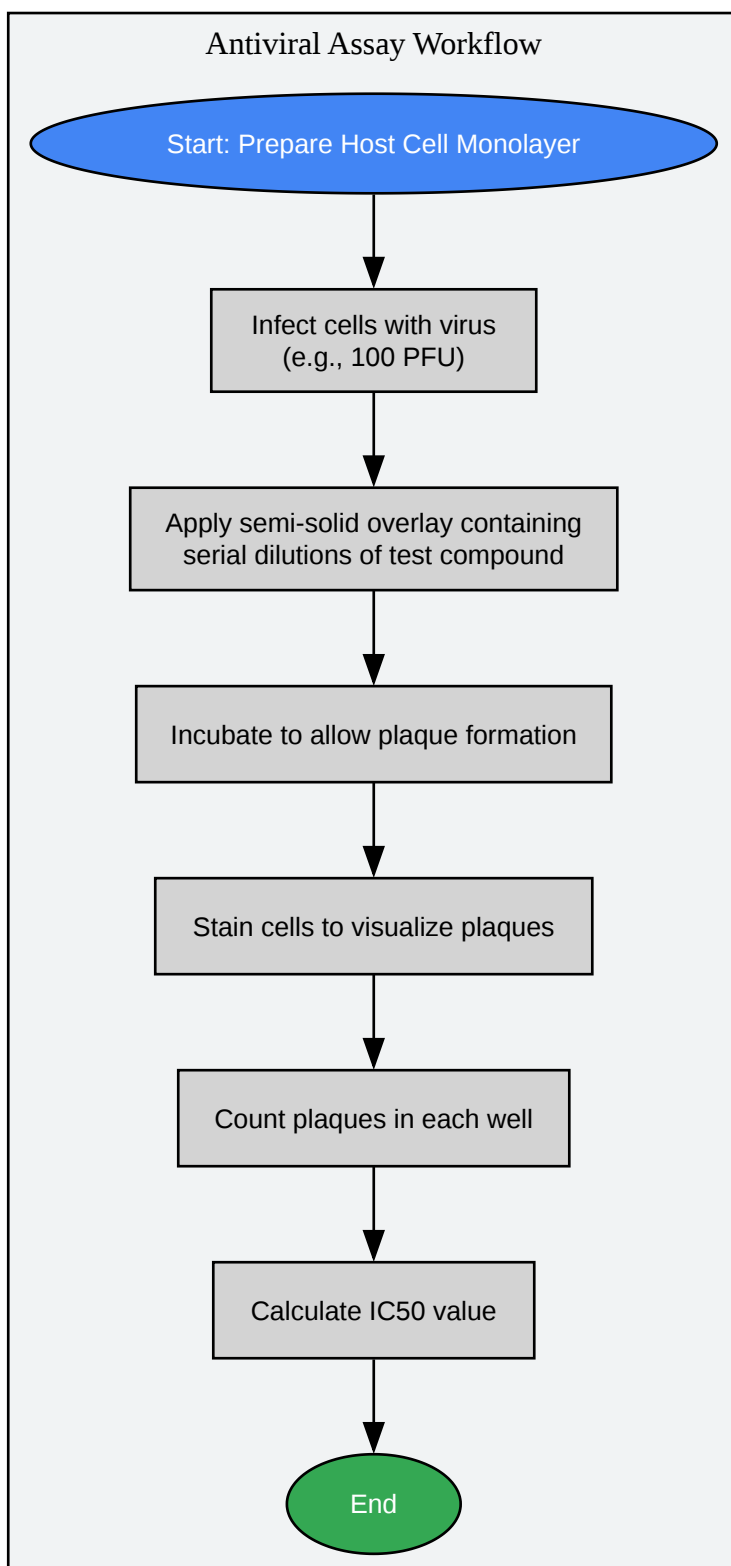 Antiviral Assay Workflow
Start: Prepare Host Cell Monolayer
Infect cells with virus
(e.g., 100 PFU)
Apply semi-solid overlay containing
serial dilutions of test compound
Incubate to allow plaque formation
Stain cells to visualize plaques
Count plaques in each well
Calculate IC50 value
End